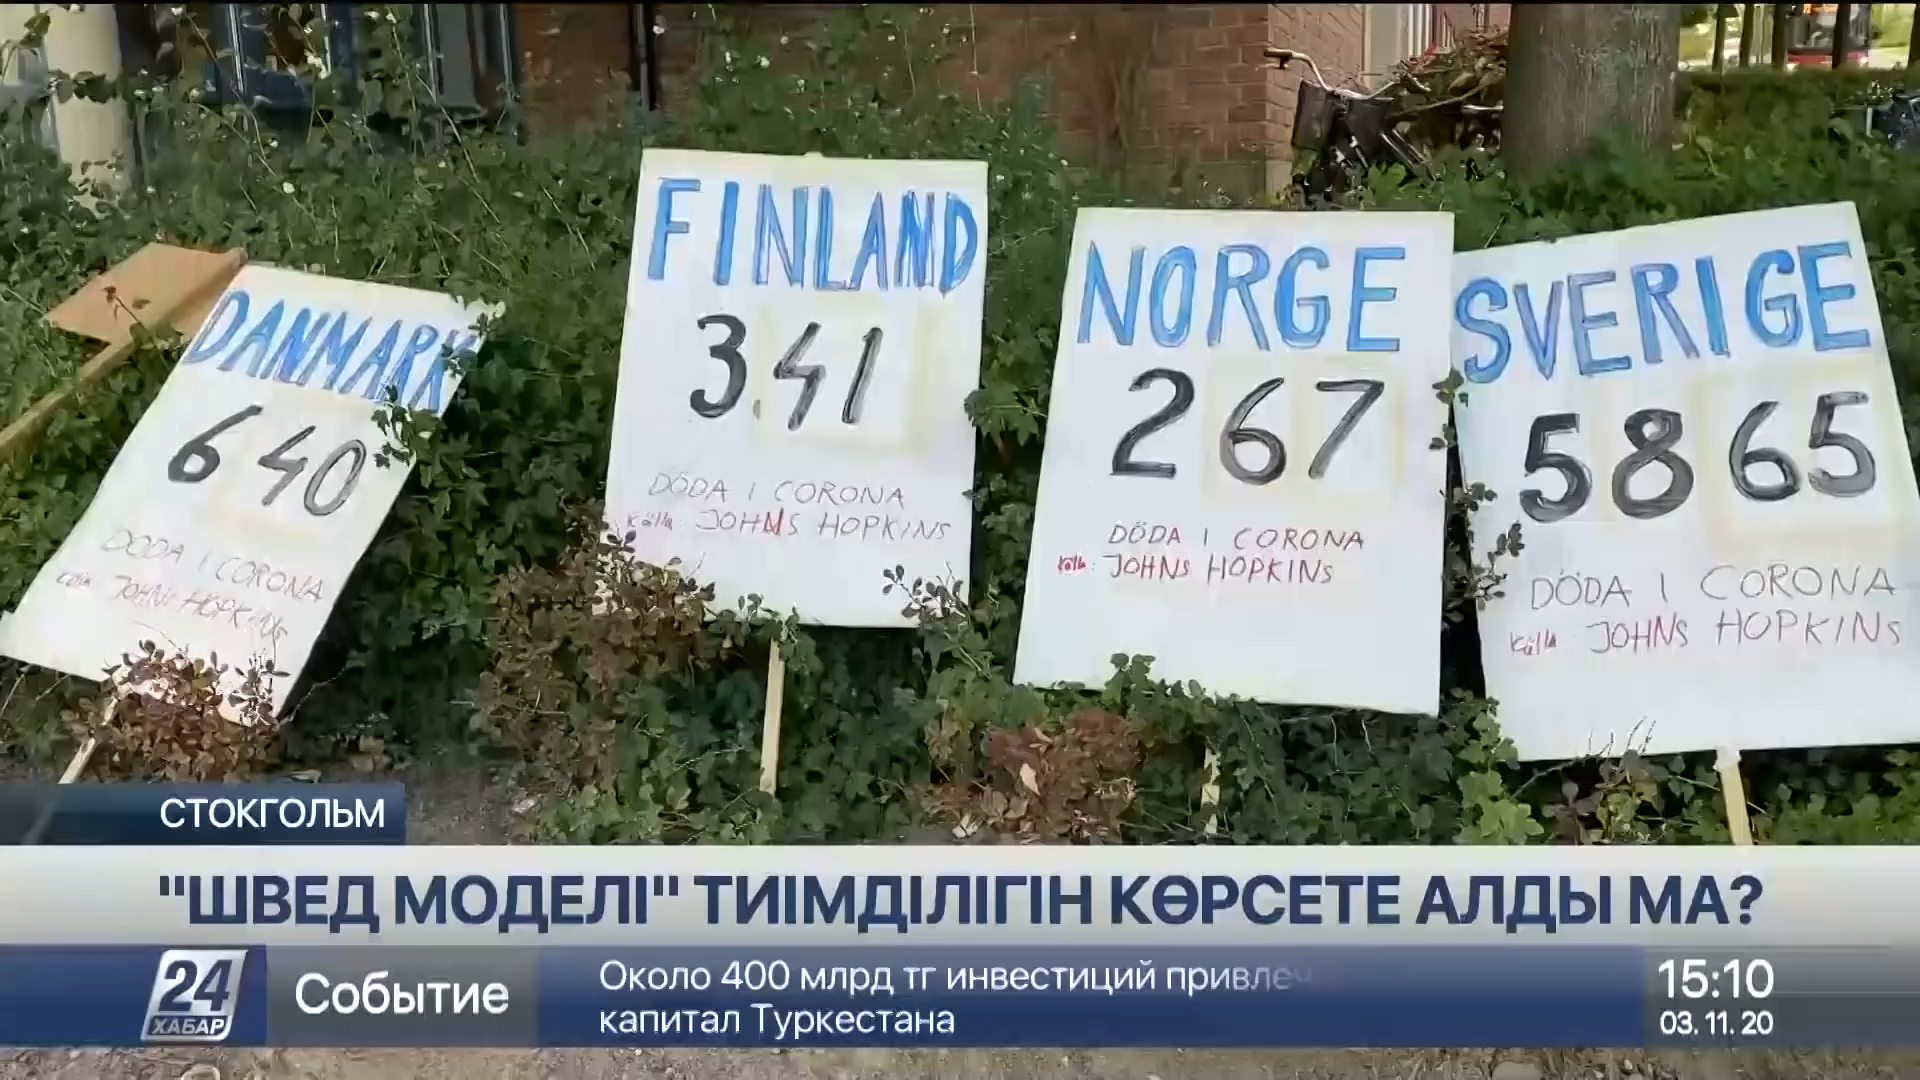 DANMARK
640
DÖDA I CORONA
Källa: JOHNS HOPKINS
FINLAND
341
DÖDA I CORONA
Källa: JOHNS HOPKINS
NORGE
267
DÖDA I CORONA
Källa: JOHNS HOPKINS
SVERIGE
5865
DÖDA I CORONA
Källa: JOHNS HOPKINS
СТОКГОЛЬМ
"ШВЕД МОДЕЛІ" ТИІМДІЛІГІН КӨРСЕТЕ АЛДЫ МА?
24
ХАБАР
Событие
Около 400 млрд тг инвестиций привлеч
капитал Туркестана
15:10
03.11.20